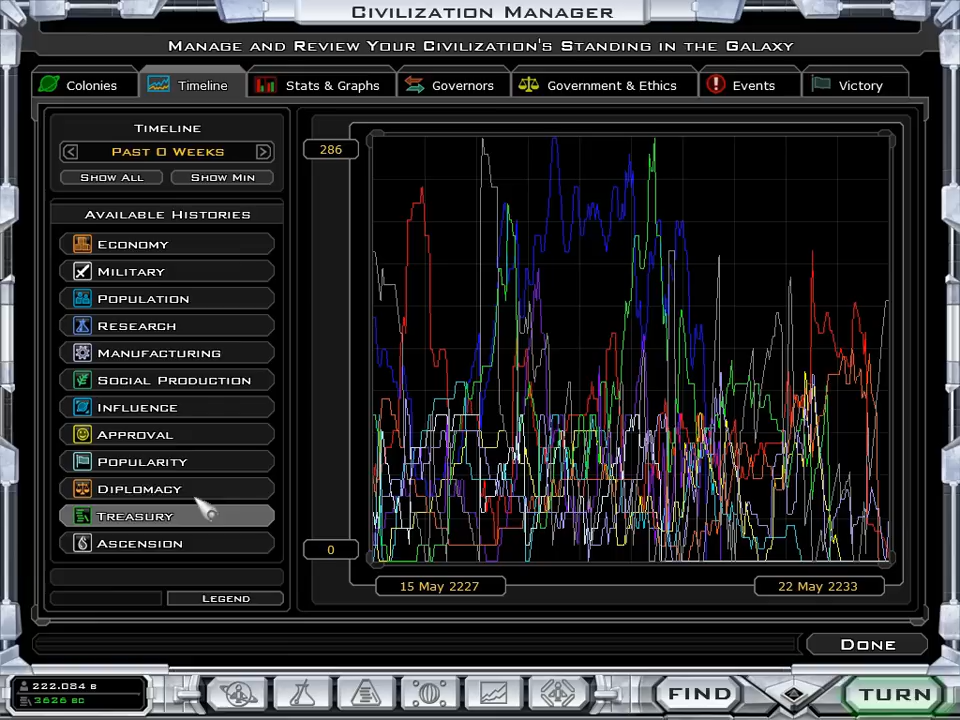 Civilization Manager
Manage and Review Your Civilization's Standing in the Galaxy
Colonies
Timeline
Stats & Graphs
Governors
Government & Ethics
Events
Victory
Timeline
Past 0 Weeks
Show All
Show Min
Available Histories
Economy
Military
Population
Research
Manufacturing
Social Production
Influence
Approval
Popularity
Diplomacy
Treasury
Ascension
Legend
286
0
15 May 2227
22 May 2233
Done
222.084 B
3626 BC
Find
Turn